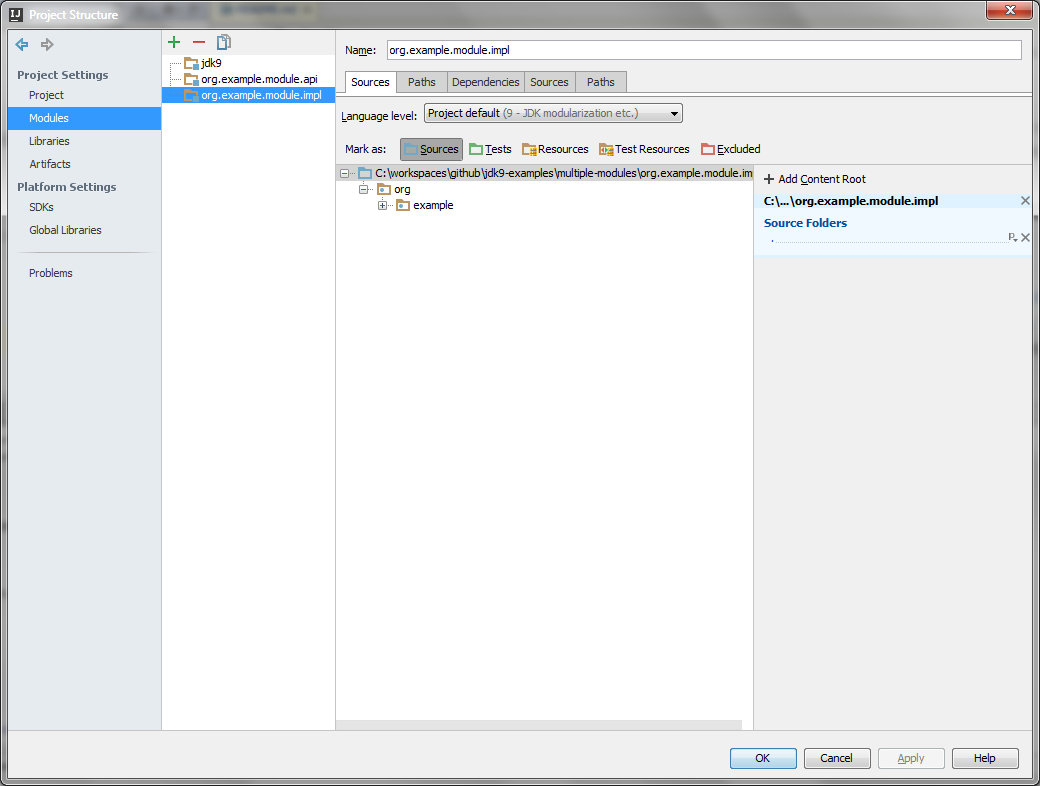 Project Structure
Project Settings
Project
Modules
Libraries
Artifacts
Platform Settings
SDKs
Global Libraries
Problems
jdk9
org.example.module.api
org.example.module.impl
Name: org.example.module.impl
Sources Paths Dependencies Sources Paths
Language level: Project default (9 - JDK modularization etc.)
Mark as: Sources Tests Resources Test Resources Excluded
C:\workspaces\github\jdk9-examples\multiple-modules\org.example.module.im
org
example
+ Add Content Root
C:\...\org.example.module.impl
Source Folders
.
P
OK Cancel Apply Help